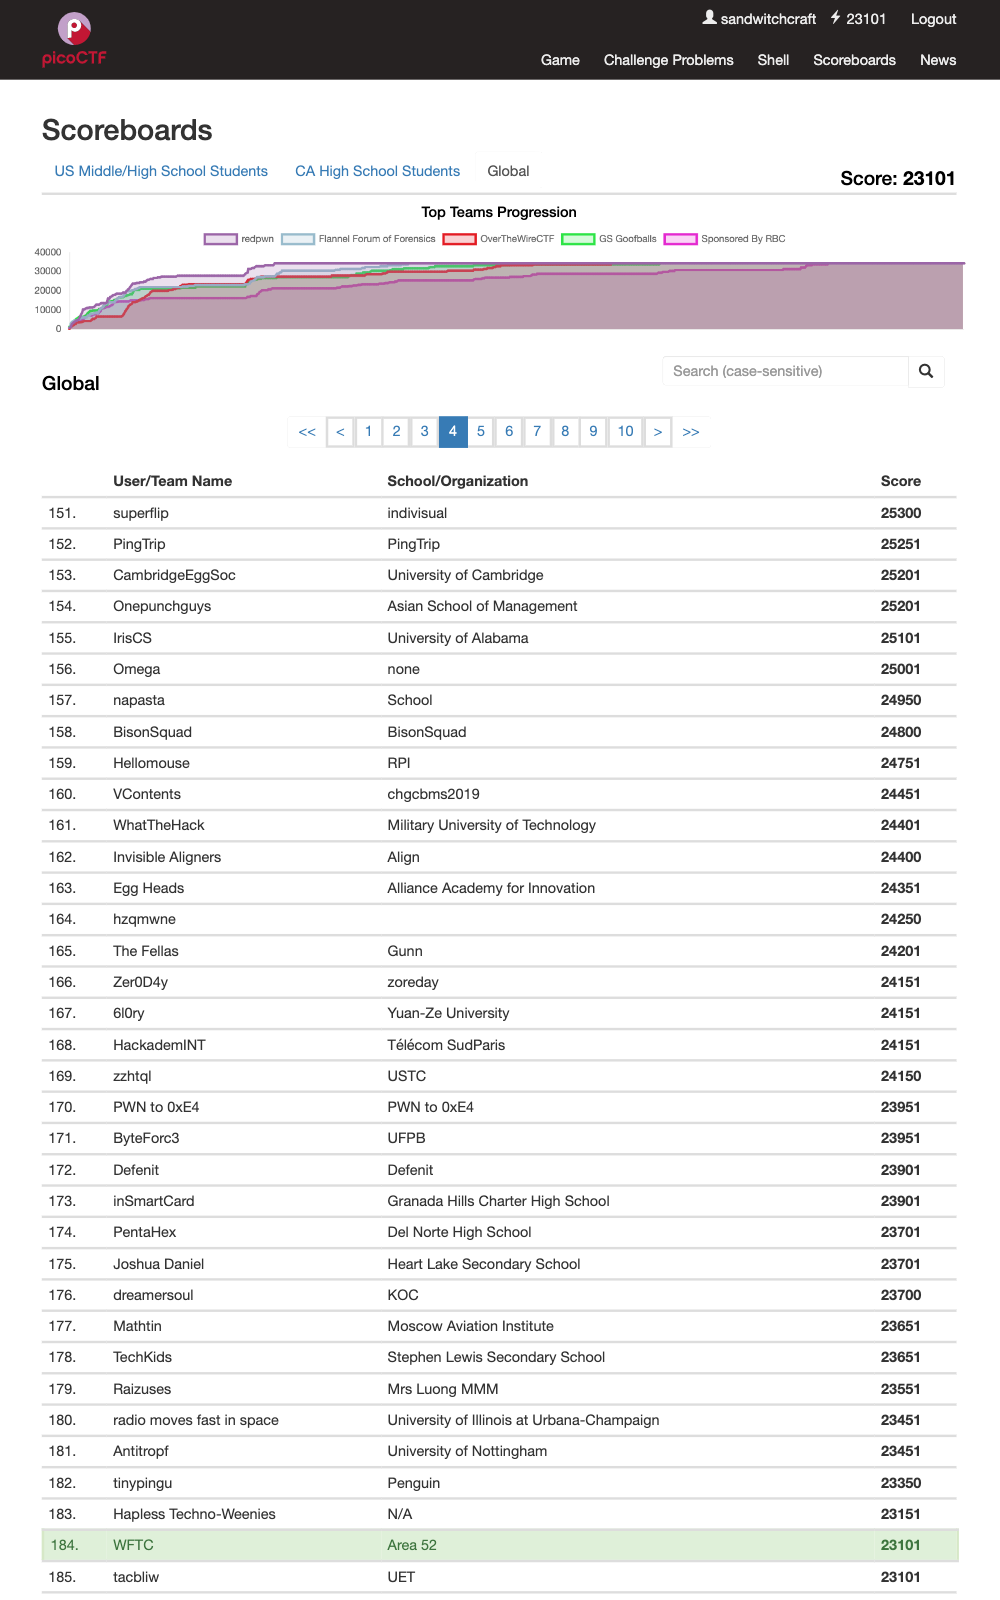 sandwitchcraft 23101 Logout
picoCTF
Game Challenge Problems Shell Scoreboards News
Scoreboards
US Middle/High School Students CA High School Students Global
Score: 23101
Top Teams Progression
redpwn Flannel Forum of Forensics OverTheWireCTF GS Goofballs Sponsored By RBC
40000
30000
20000
10000
0
Search (case-sensitive)
Global
<< < 1 2 3 4 5 6 7 8 9 10 > >>
User/Team Name School/Organization Score
151. superflip indivisual 25300
152. PingTrip PingTrip 25251
153. CambridgeEggSoc University of Cambridge 25201
154. Onepunchguys Asian School of Management 25201
155. IrisCS University of Alabama 25101
156. Omega none 25001
157. napasta School 24950
158. BisonSquad BisonSquad 24800
159. Hellomouse RPI 24751
160. VContents chgcbms2019 24451
161. WhatTheHack Military University of Technology 24401
162. Invisible Aligners Align 24400
163. Egg Heads Alliance Academy for Innovation 24351
164. hzqmwne 24250
165. The Fellas Gunn 24201
166. Zer0D4y zoreday 24151
167. 6l0ry Yuan-Ze University 24151
168. HackademINT Télécom SudParis 24151
169. zzhtql USTC 24150
170. PWN to 0xE4 PWN to 0xE4 23951
171. ByteForc3 UFPB 23951
172. Defenit Defenit 23901
173. inSmartCard Granada Hills Charter High School 23901
174. PentaHex Del Norte High School 23701
175. Joshua Daniel Heart Lake Secondary School 23701
176. dreamersoul KOC 23700
177. Mathtin Moscow Aviation Institute 23651
178. TechKids Stephen Lewis Secondary School 23651
179. Raizuses Mrs Luong MMM 23551
180. radio moves fast in space University of Illinois at Urbana-Champaign 23451
181. Antitropf University of Nottingham 23451
182. tinypingu Penguin 23350
183. Hapless Techno-Weenies N/A 23151
184. WFTC Area 52 23101
185. tacbliw UET 23101